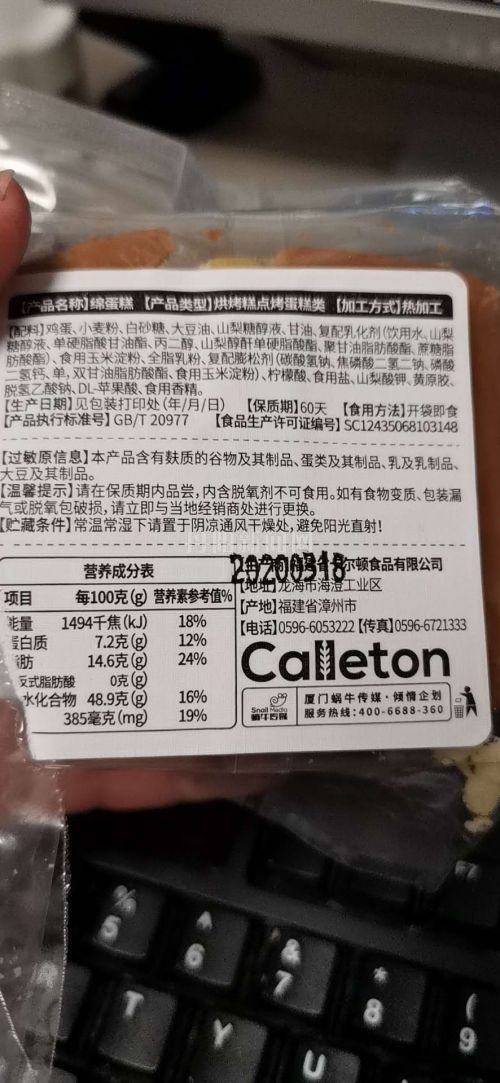 【产品名称】绵蛋糕 【产品类型】烘烤糕点烤蛋糕类 【加工方式】热加工
【配料】鸡蛋、小麦粉、白砂糖、大豆油、山梨糖醇液、甘油、复配乳化剂(饮用水、山梨
糖醇液、单硬脂酸甘油酯、丙二醇、山梨醇酐单硬脂酸酯、聚甘油脂肪酸酯、蔗糖脂
肪酸酯)、食用玉米淀粉、全脂乳粉、复配膨松剂(碳酸氢钠、焦磷酸二氢二钠、磷酸
二氢钙、单,双甘油脂肪酸酯、食用玉米淀粉)、柠檬酸、食用盐、山梨酸钾、黄原胶、
脱氢乙酸钠、DL-苹果酸、食用香精。
【生产日期】见包装打印处(年/月/日) 【保质期】60天 【食用方法】开袋即食
【产品执行标准号】GB/T 20977 【食品生产许可证编号】SC12435068103148
【过敏原信息】本产品含有麸质的谷物及其制品、蛋类及其制品、乳及乳制品、
大豆及其制品。
【温馨提示】请在保质期内品尝,内含脱氧剂不可食用。如有食物变质、包装漏
气或脱氧包破损,请立即与当地经销商处进行更换。
【贮藏条件】常温常湿下请置于阴凉通风干燥处,避免阳光直射!
营养成分表
项目 每100克(g) 营养素参考值%
能量 1494千焦(kJ) 18%
蛋白质 7.2克(g) 12%
脂肪 14.6克(g) 24%
反式脂肪酸 0克(g)
水化合物 48.9克(g) 16%
385毫克(mg) 19%
20200318
尔顿食品有限公司
【地址】龙海市海澄工业区
【产地】福建省漳州市
【电话】0596-6053222【传真】0596-6721333
Calleton
Snail Media
蜗牛传媒
厦门蜗牛传媒·倾情企划
服务热线:400-6688-360
%
5
^
6
&
7
*
8
(
9
R
T
Y
U